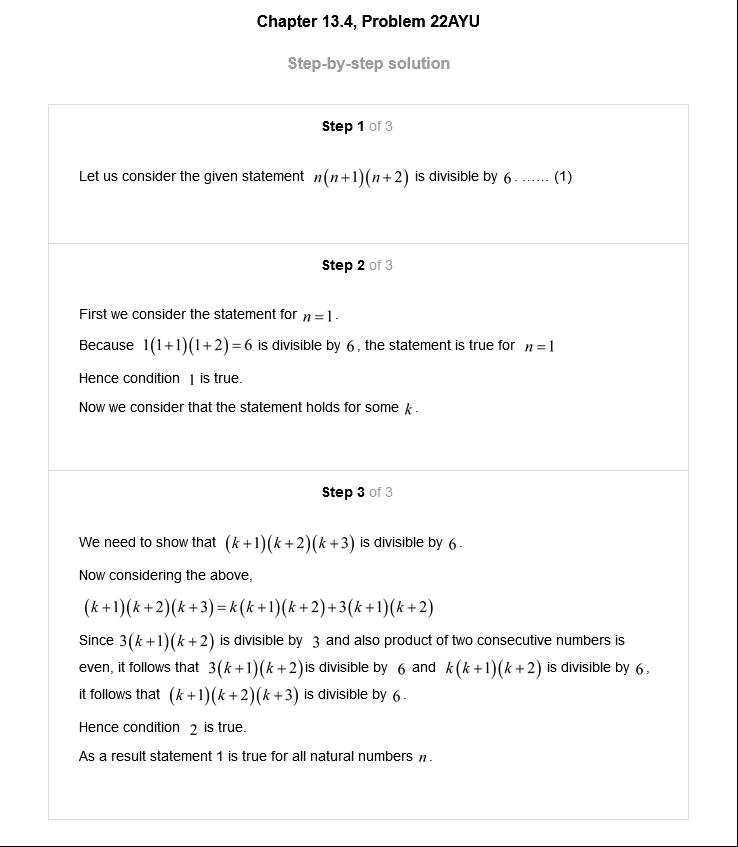 Chapter 13.4, Problem 22AYU
Step-by-step solution
Step 1 of 3
Let us consider the given statement n(n+1)(n+2) is divisible by 6. ...... (1)
Step 2 of 3
First we consider the statement for n=1.
Because 1(1+1)(1+2)=6 is divisible by 6, the statement is true for n=1
Hence condition 1 is true.
Now we consider that the statement holds for some k.
Step 3 of 3
We need to show that (k+1)(k+2)(k+3) is divisible by 6.
Now considering the above,
(k+1)(k+2)(k+3)=k(k+1)(k+2)+3(k+1)(k+2)
Since 3(k+1)(k+2) is divisible by 3 and also product of two consecutive numbers is
even, it follows that 3(k+1)(k+2)is divisible by 6 and k(k+1)(k+2) is divisible by 6,
it follows that (k+1)(k+2)(k+3) is divisible by 6.
Hence condition 2 is true.
As a result statement 1 is true for all natural numbers n.